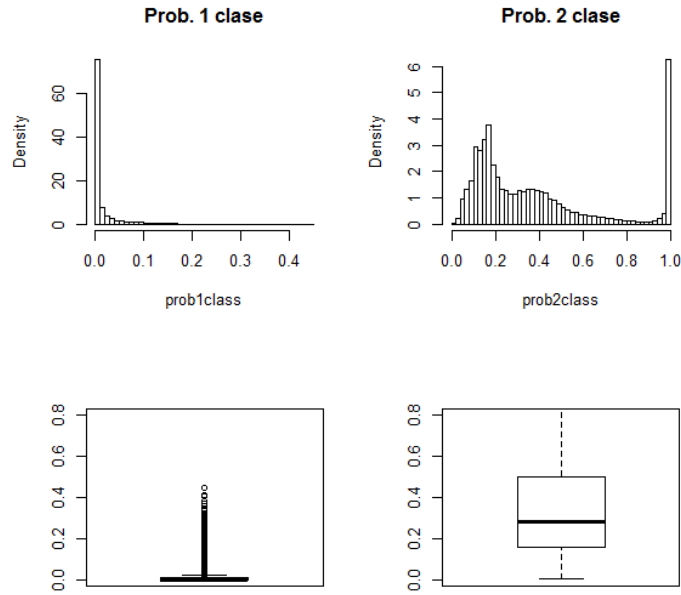 Prob. 1 clase
Density
0 20 40 60
0.0 0.1 0.2 0.3 0.4
prob1class
Prob. 2 clase
Density
0 1 2 3 4 5 6
0.0 0.2 0.4 0.6 0.8 1.0
prob2class
0.0 0.2 0.4 0.6 0.8
0.0 0.2 0.4 0.6 0.8